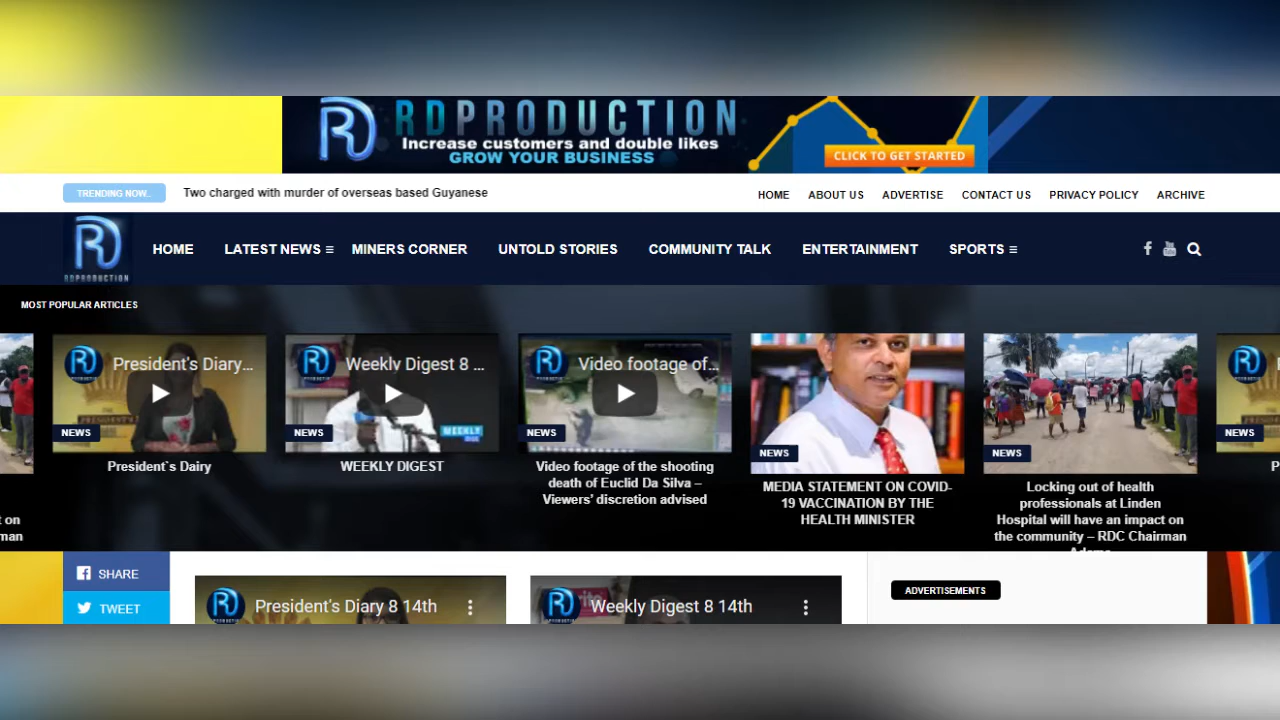 RDPRODUCTION
Increase customers and double likes
GROW YOUR BUSINESS
CLICK TO GET STARTED
TRENDING NOW..
Two charged with murder of overseas based Guyanese
HOME ABOUT US ADVERTISE CONTACT US PRIVACY POLICY ARCHIVE
RDPRODUCTION
HOME LATEST NEWS ≡ MINERS CORNER UNTOLD STORIES COMMUNITY TALK ENTERTAINMENT SPORTS ≡
MOST POPULAR ARTICLES
President's Diary...
NEWS
President`s Dairy
Weekly Digest 8 ...
WEEKLY
NEWS
WEEKLY DIGEST
Video footage of...
NEWS
Video footage of the shooting
death of Euclid Da Silva –
Viewers' discretion advised
NEWS
MEDIA STATEMENT ON COVID-
19 VACCINATION BY THE
HEALTH MINISTER
NEWS
Locking out of health
professionals at Linden
Hospital will have an impact on
the community – RDC Chairman
NEWS
on
SHARE
TWEET
President's Diary 8 14th
Weekly Digest 8 14th
ADVERTISEMENTS